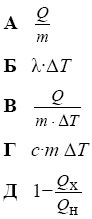 А Q/m
Б λ·ΔT
В Q/(m·ΔT)
Г c·m ΔT
Д 1−Qх/Qн